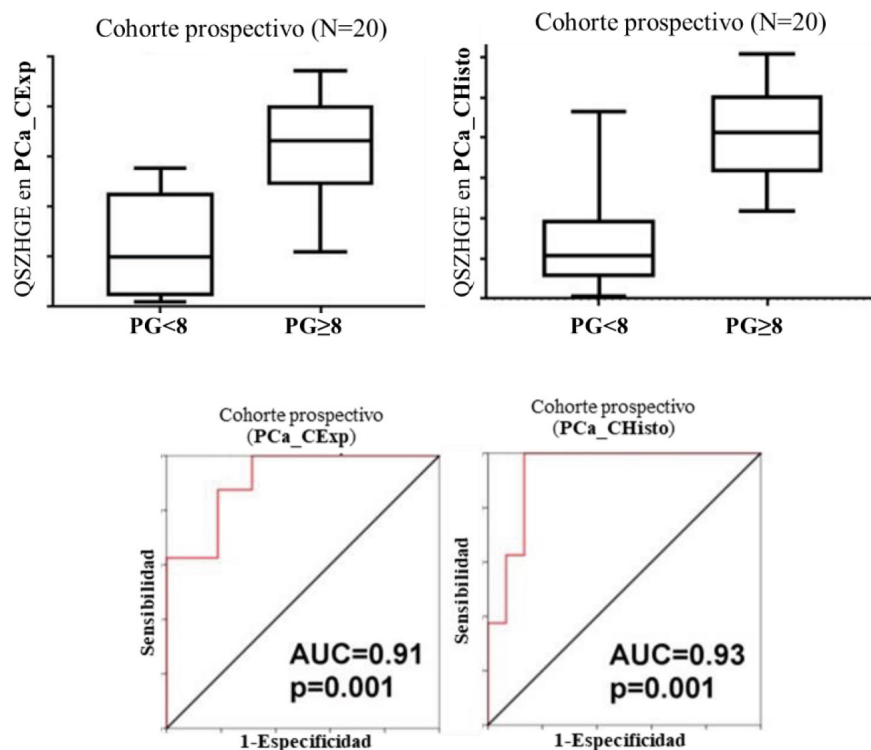 Cohorte prospectivo (N=20)
QSZHGE en PCa_CExp
PG<8
PG≥8
Cohorte prospectivo (N=20)
QSZHGE en PCa_CHisto
PG<8
PG≥8
Cohorte prospectivo
(PCa_CExp)
Sensibilidad
AUC=0.91
p=0.001
1-Especificidad
Cohorte prospectivo
(PCa_CHisto)
Sensibilidad
AUC=0.93
p=0.001
1-Especificidad